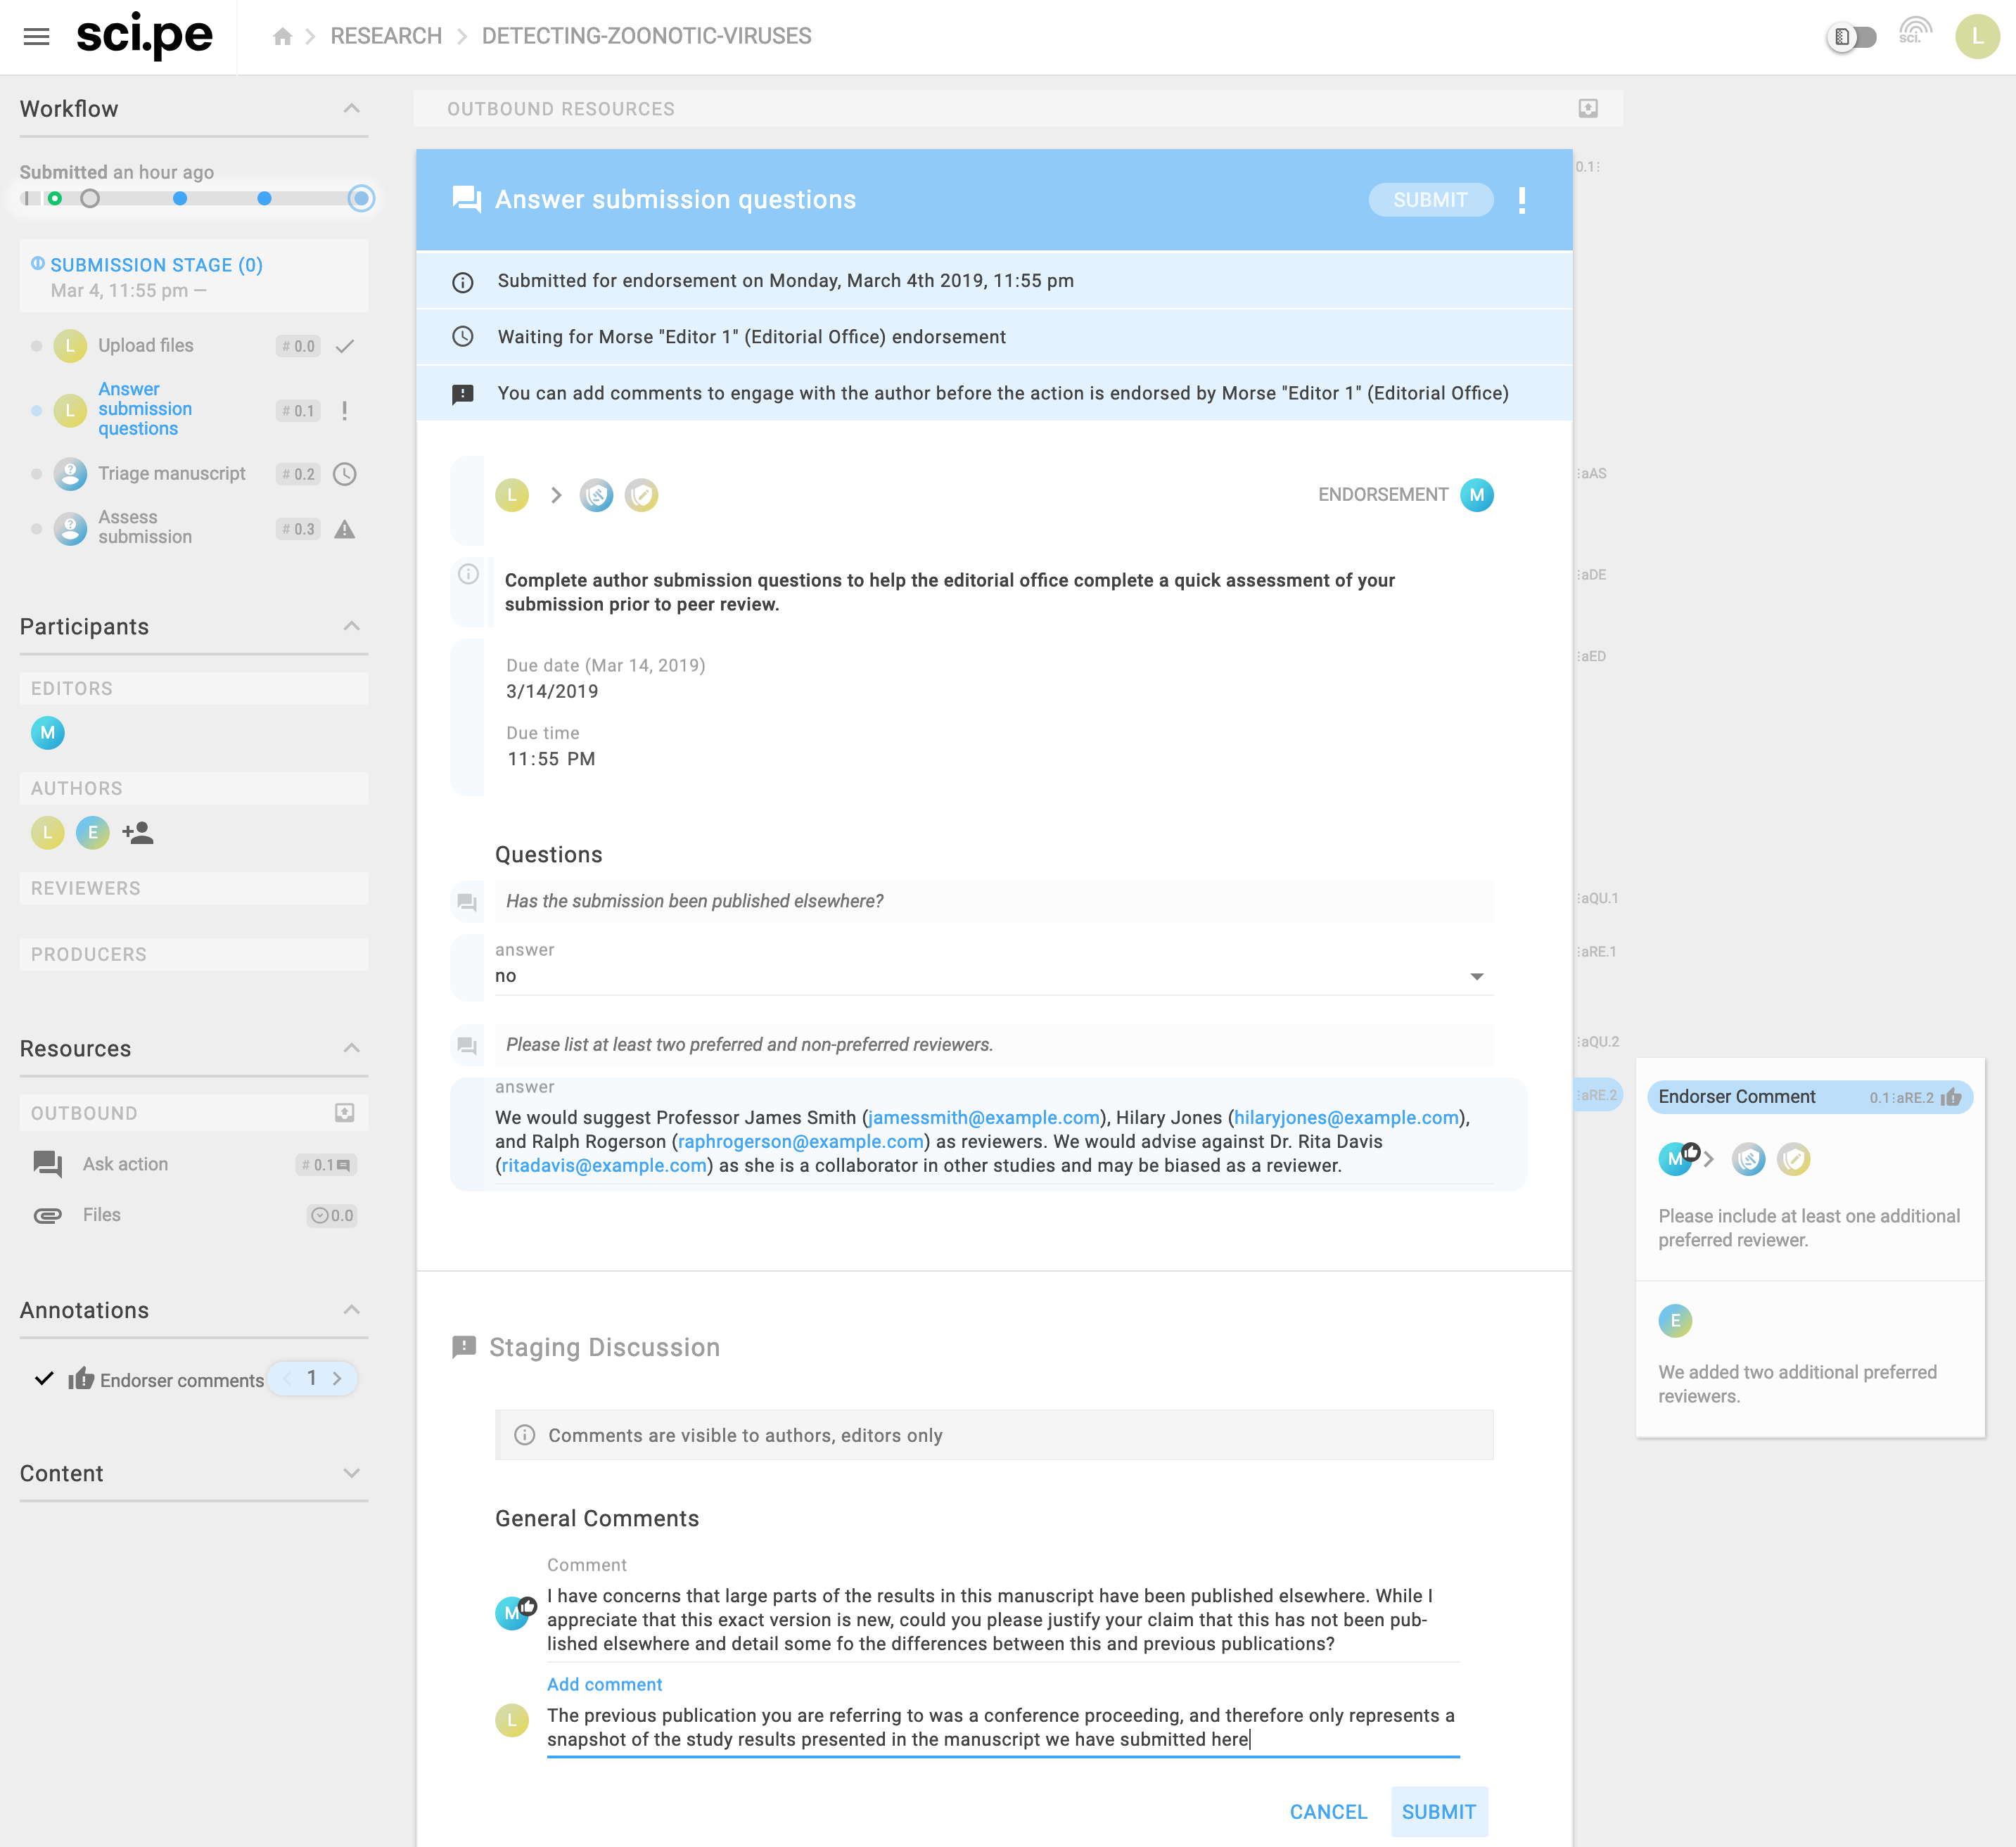 sci.pe
RESEARCH
DETECTING-ZOONOTIC-VIRUSES
sci.
L
Workflow
Submitted an hour ago
SUBMISSION STAGE (0)
Mar 4, 11:55 pm —
L Upload files # 0.0
L Answer submission questions # 0.1
? Triage manuscript # 0.2
? Assess submission # 0.3
Participants
EDITORS
M
AUTHORS
L E
REVIEWERS
PRODUCERS
Resources
OUTBOUND
Ask action # 0.1
Files 0.0
Annotations
Endorser comments 1
Content
OUTBOUND RESOURCES
Answer submission questions
SUBMIT
0.1
Submitted for endorsement on Monday, March 4th 2019, 11:55 pm
Waiting for Morse "Editor 1" (Editorial Office) endorsement
You can add comments to engage with the author before the action is endorsed by Morse "Editor 1" (Editorial Office)
L
ENDORSEMENT M
aAS
Complete author submission questions to help the editorial office complete a quick assessment of your
submission prior to peer review.
aDE
Due date (Mar 14, 2019)
3/14/2019
aED
Due time
11:55 PM
Questions
Has the submission been published elsewhere?
aQU.1
answer
no
aRE.1
Please list at least two preferred and non-preferred reviewers.
aQU.2
answer
We would suggest Professor James Smith (jamessmith@example.com), Hilary Jones (hilaryjones@example.com),
and Ralph Rogerson (raphrogerson@example.com) as reviewers. We would advise against Dr. Rita Davis
(ritadavis@example.com) as she is a collaborator in other studies and may be biased as a reviewer.
aRE.2
Endorser Comment 0.1⁝aRE.2
M
Please include at least one additional
preferred reviewer.
E
We added two additional preferred
reviewers.
Staging Discussion
Comments are visible to authors, editors only
General Comments
Comment
M
I have concerns that large parts of the results in this manuscript have been published elsewhere. While I
appreciate that this exact version is new, could you please justify your claim that this has not been pub-
lished elsewhere and detail some fo the differences between this and previous publications?
Add comment
L
The previous publication you are referring to was a conference proceeding, and therefore only represents a
snapshot of the study results presented in the manuscript we have submitted here
CANCEL
SUBMIT